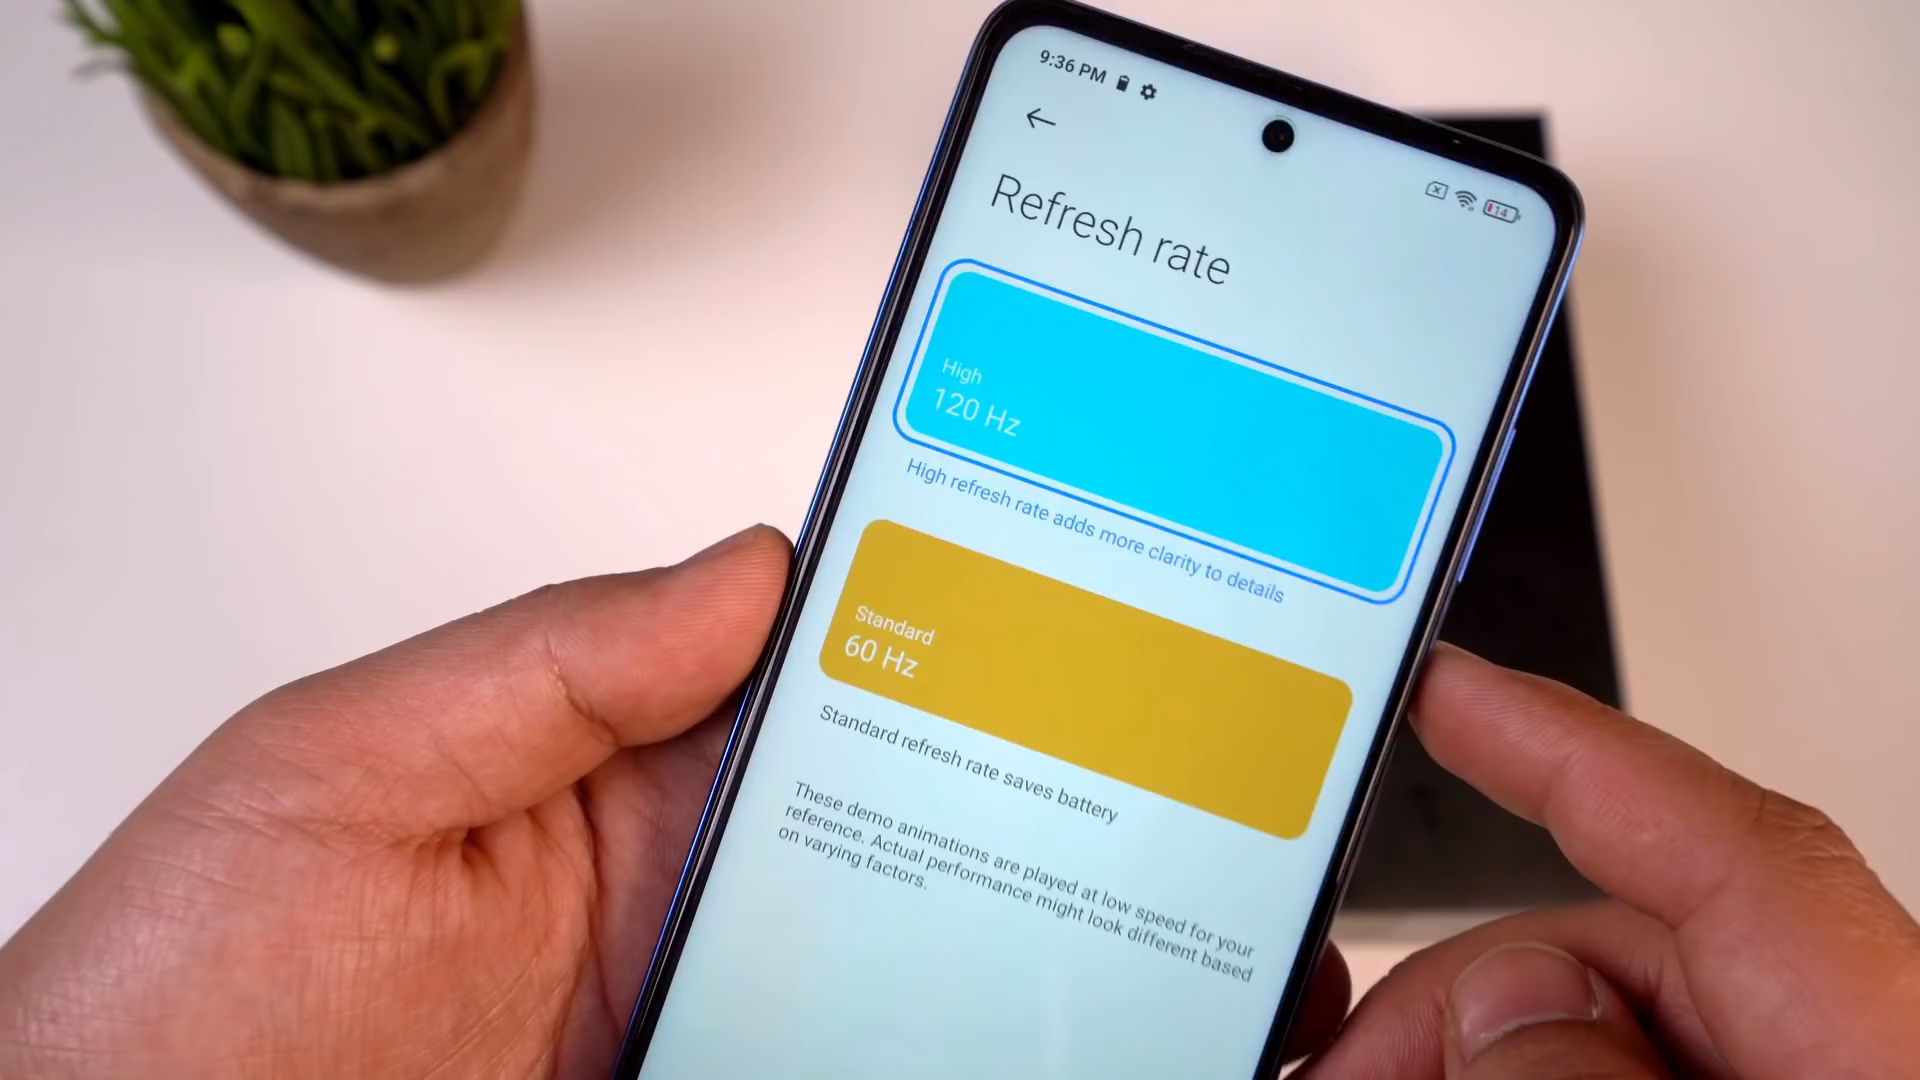 9:36 PM
14
Refresh rate
High
120 Hz
High refresh rate adds more clarity to details
Standard
60 Hz
Standard refresh rate saves battery
These demo animations are played at low speed for your
reference. Actual performance might look different based
on varying factors.